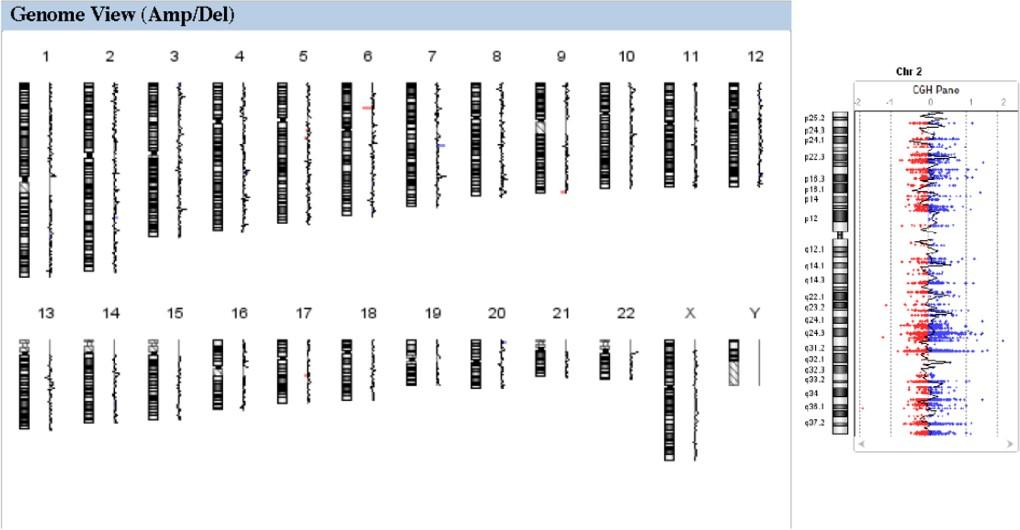 Genome View (Amp/Del)
1 2 3 4 5 6 7 8 9 10 11 12
13 14 15 16 17 18 19 20 21 22 X Y
Chr 2
CGH Pane
-2 -1 0 1 2
p25.2
p24.3
p24.1
p22.3
p16.3
p16.1
p14
p12
q12.1
q14.1
q14.3
q22.1
q23.2
q24.1
q24.3
q31.2
q32.1
q32.3
q33.2
q34
q36.1
q37.2